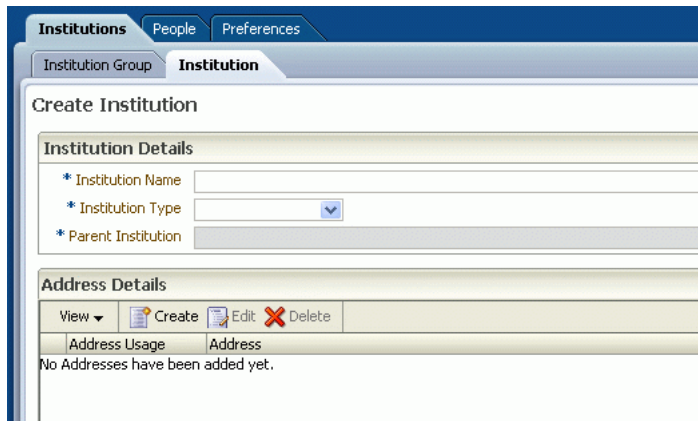 Institutions People Preferences
Institution Group Institution
Create Institution
Institution Details
* Institution Name
* Institution Type
* Parent Institution
Address Details
View Create Edit Delete
Address Usage Address
No Addresses have been added yet.